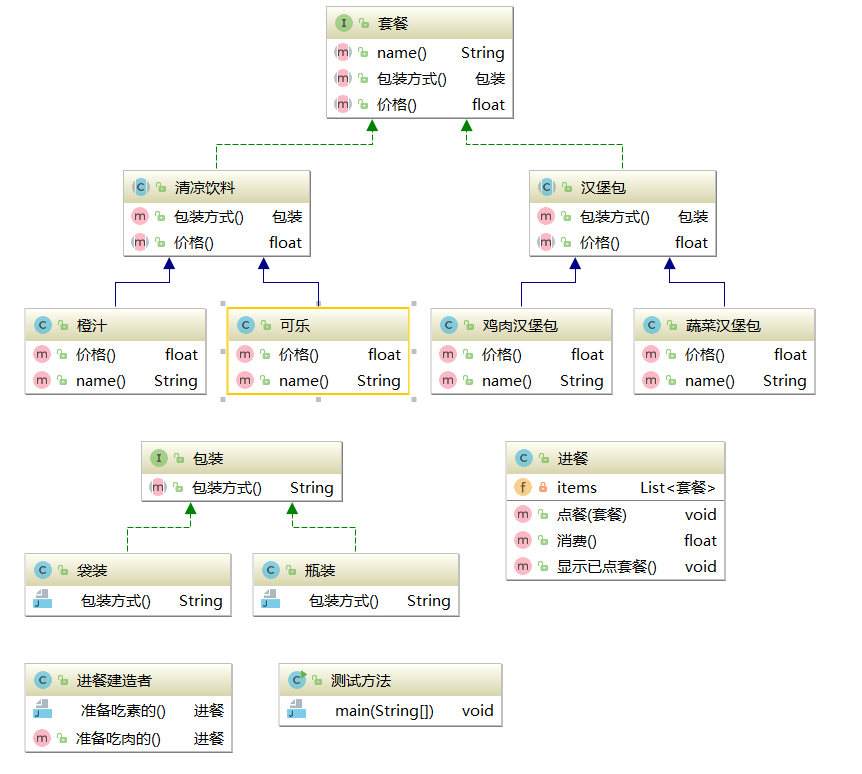 套餐
name() String
包装方式() 包装
价格() float
清凉饮料
包装方式() 包装
价格() float
汉堡包
包装方式() 包装
价格() float
橙汁
价格() float
name() String
可乐
价格() float
name() String
鸡肉汉堡包
价格() float
name() String
蔬菜汉堡包
价格() float
name() String
包装
包装方式() String
进餐
items List<套餐>
点餐(套餐) void
消费() float
显示已点套餐() void
袋装
包装方式() String
瓶装
包装方式() String
进餐建造者
准备吃素的() 进餐
准备吃肉的() 进餐
测试方法
main(String[]) void